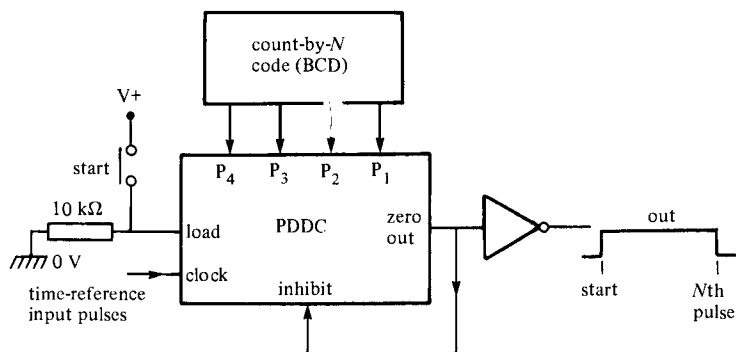 count-by-N
code (BCD)
V+
start
P4 P3 P2 P1
10 kΩ
load
PDDC
zero
out
out
0 V
clock
time-reference
input pulses
inhibit
start
Nth
pulse